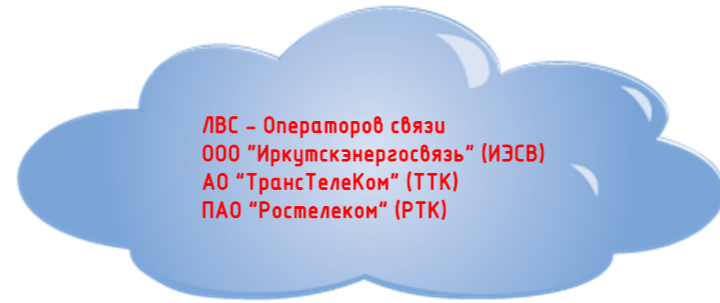 ЛВС - Операторов связи
ООО "Иркутскэнергосвязь" (ИЭСВ)
АО "ТрансТелеКом" (ТТК)
ПАО "Ростелеком" (РТК)